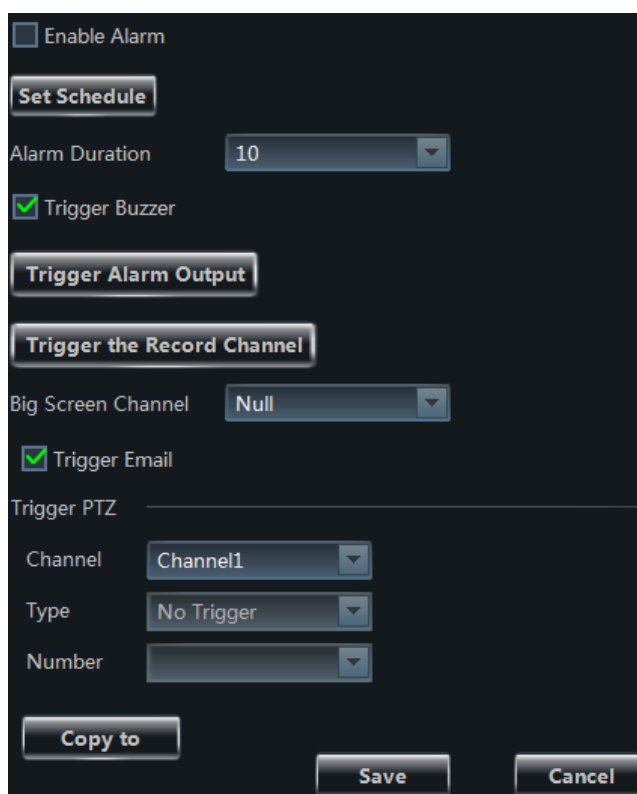 Enable Alarm
Set Schedule
Alarm Duration 10
Trigger Buzzer
Trigger Alarm Output
Trigger the Record Channel
Big Screen Channel Null
Trigger Email
Trigger PTZ
Channel Channel1
Type No Trigger
Number
Copy to
Save Cancel